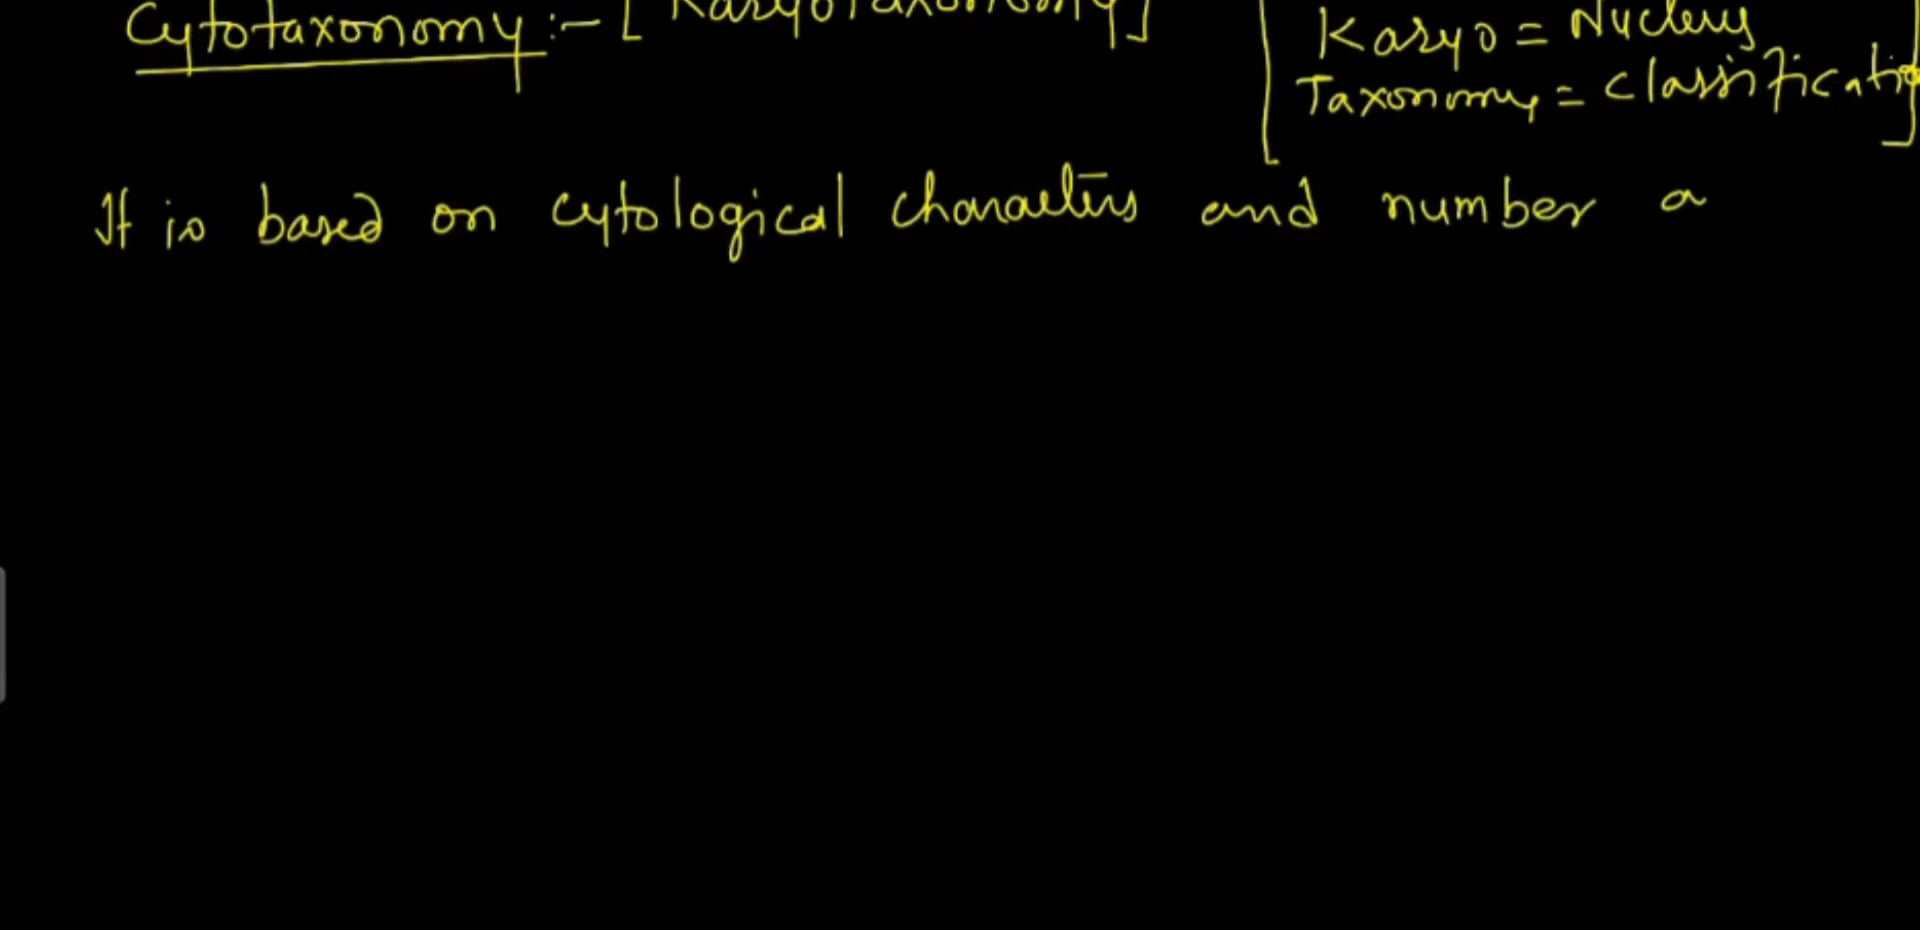 Cytotaxonomy :- [Karyotaxonomy]
[Karyo = Nucleus
Taxonomy = Classification]
It is based on cytological characters and number a